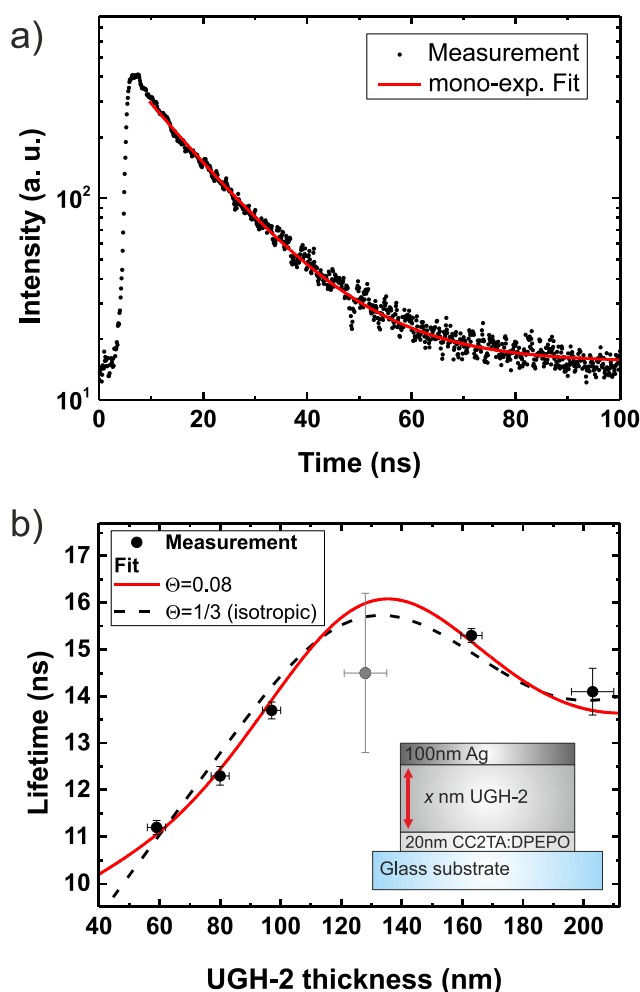 a)
Measurement
mono-exp. Fit
Intensity (a. u.)
10²
10¹
0 20 40 60 80 100
Time (ns)
b)
Measurement
Fit
Θ=0.08
Θ=1/3 (isotropic)
Lifetime (ns)
17
16
15
14
13
12
11
10
100nm Ag
x nm UGH-2
20nm CC2TA:DPEPO
Glass substrate
40 60 80 100 120 140 160 180 200
UGH-2 thickness (nm)